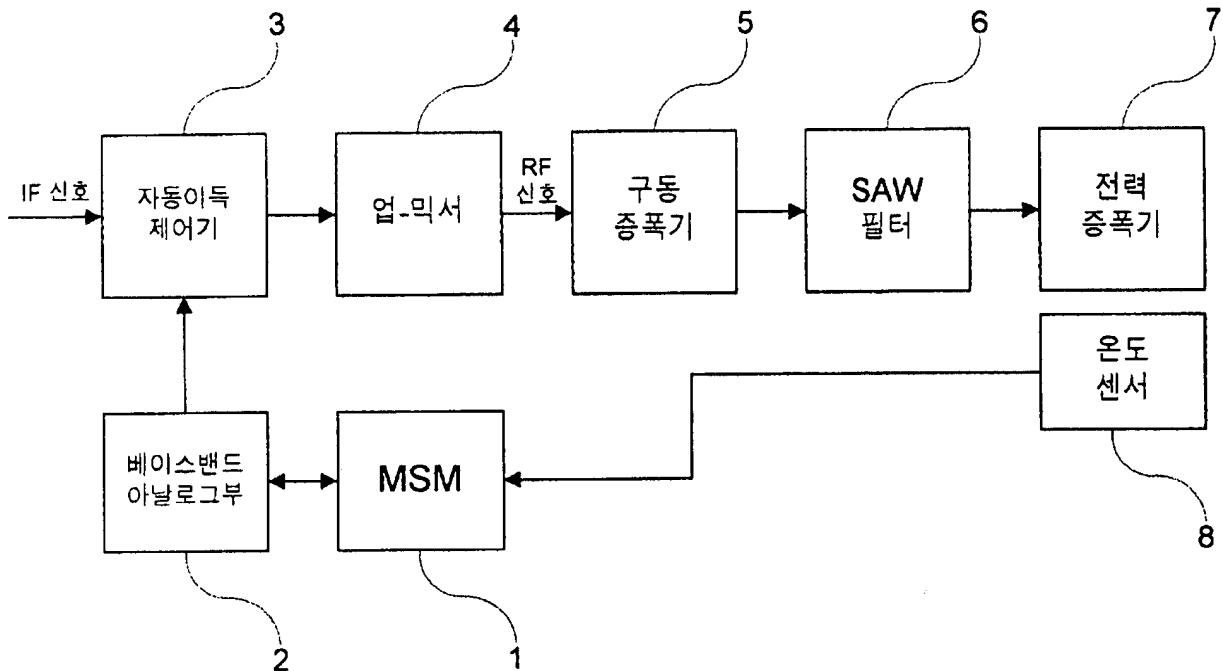 3
4
5
6
7
IF 신호
자동이득
제어기
업-믹서
RF
신호
구동
증폭기
SAW
필터
전력
증폭기
온도
센서
베이스밴드
아날로그부
MSM
8
2
1